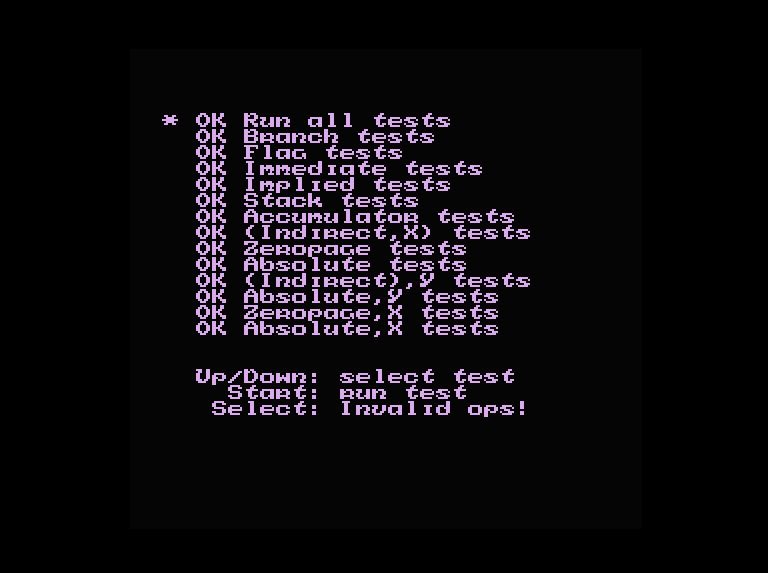 * OK Run all tests
OK Branch tests
OK Flag tests
OK Immediate tests
OK Implied tests
OK Stack tests
OK Accumulator tests
OK (Indirect,X) tests
OK Zeropage tests
OK Absolute tests
OK (Indirect),Y tests
OK Absolute,Y tests
OK Zeropage,X tests
OK Absolute,X tests
Up/Down: select test
Start: run test
Select: Invalid ops!